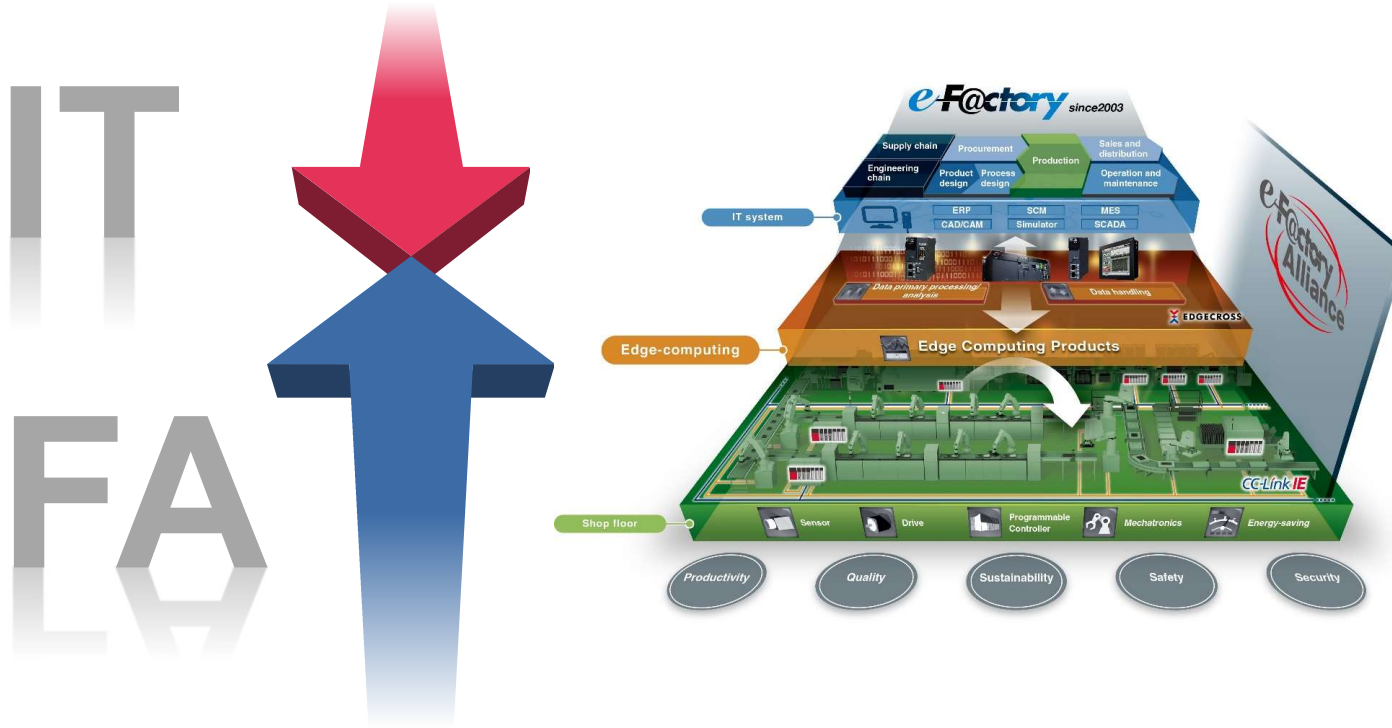 IT
FA
e-F@ctory since2003
Supply chain
Procurement
Production
Sales and
distribution
Engineering
chain
Product
design
Process
design
Operation and
maintenance
IT system
ERP
SCM
MES
CAD/CAM
Simulator
SCADA
Data primary processing/
analysis
Data handling
EDGECROSS
Edge-computing
Edge Computing Products
e-F@ctory
Alliance
CC-Link IE
Shop floor
Sensor
Drive
Programmable
Controller
Mechatronics
Energy-saving
Productivity
Quality
Sustainability
Safety
Security